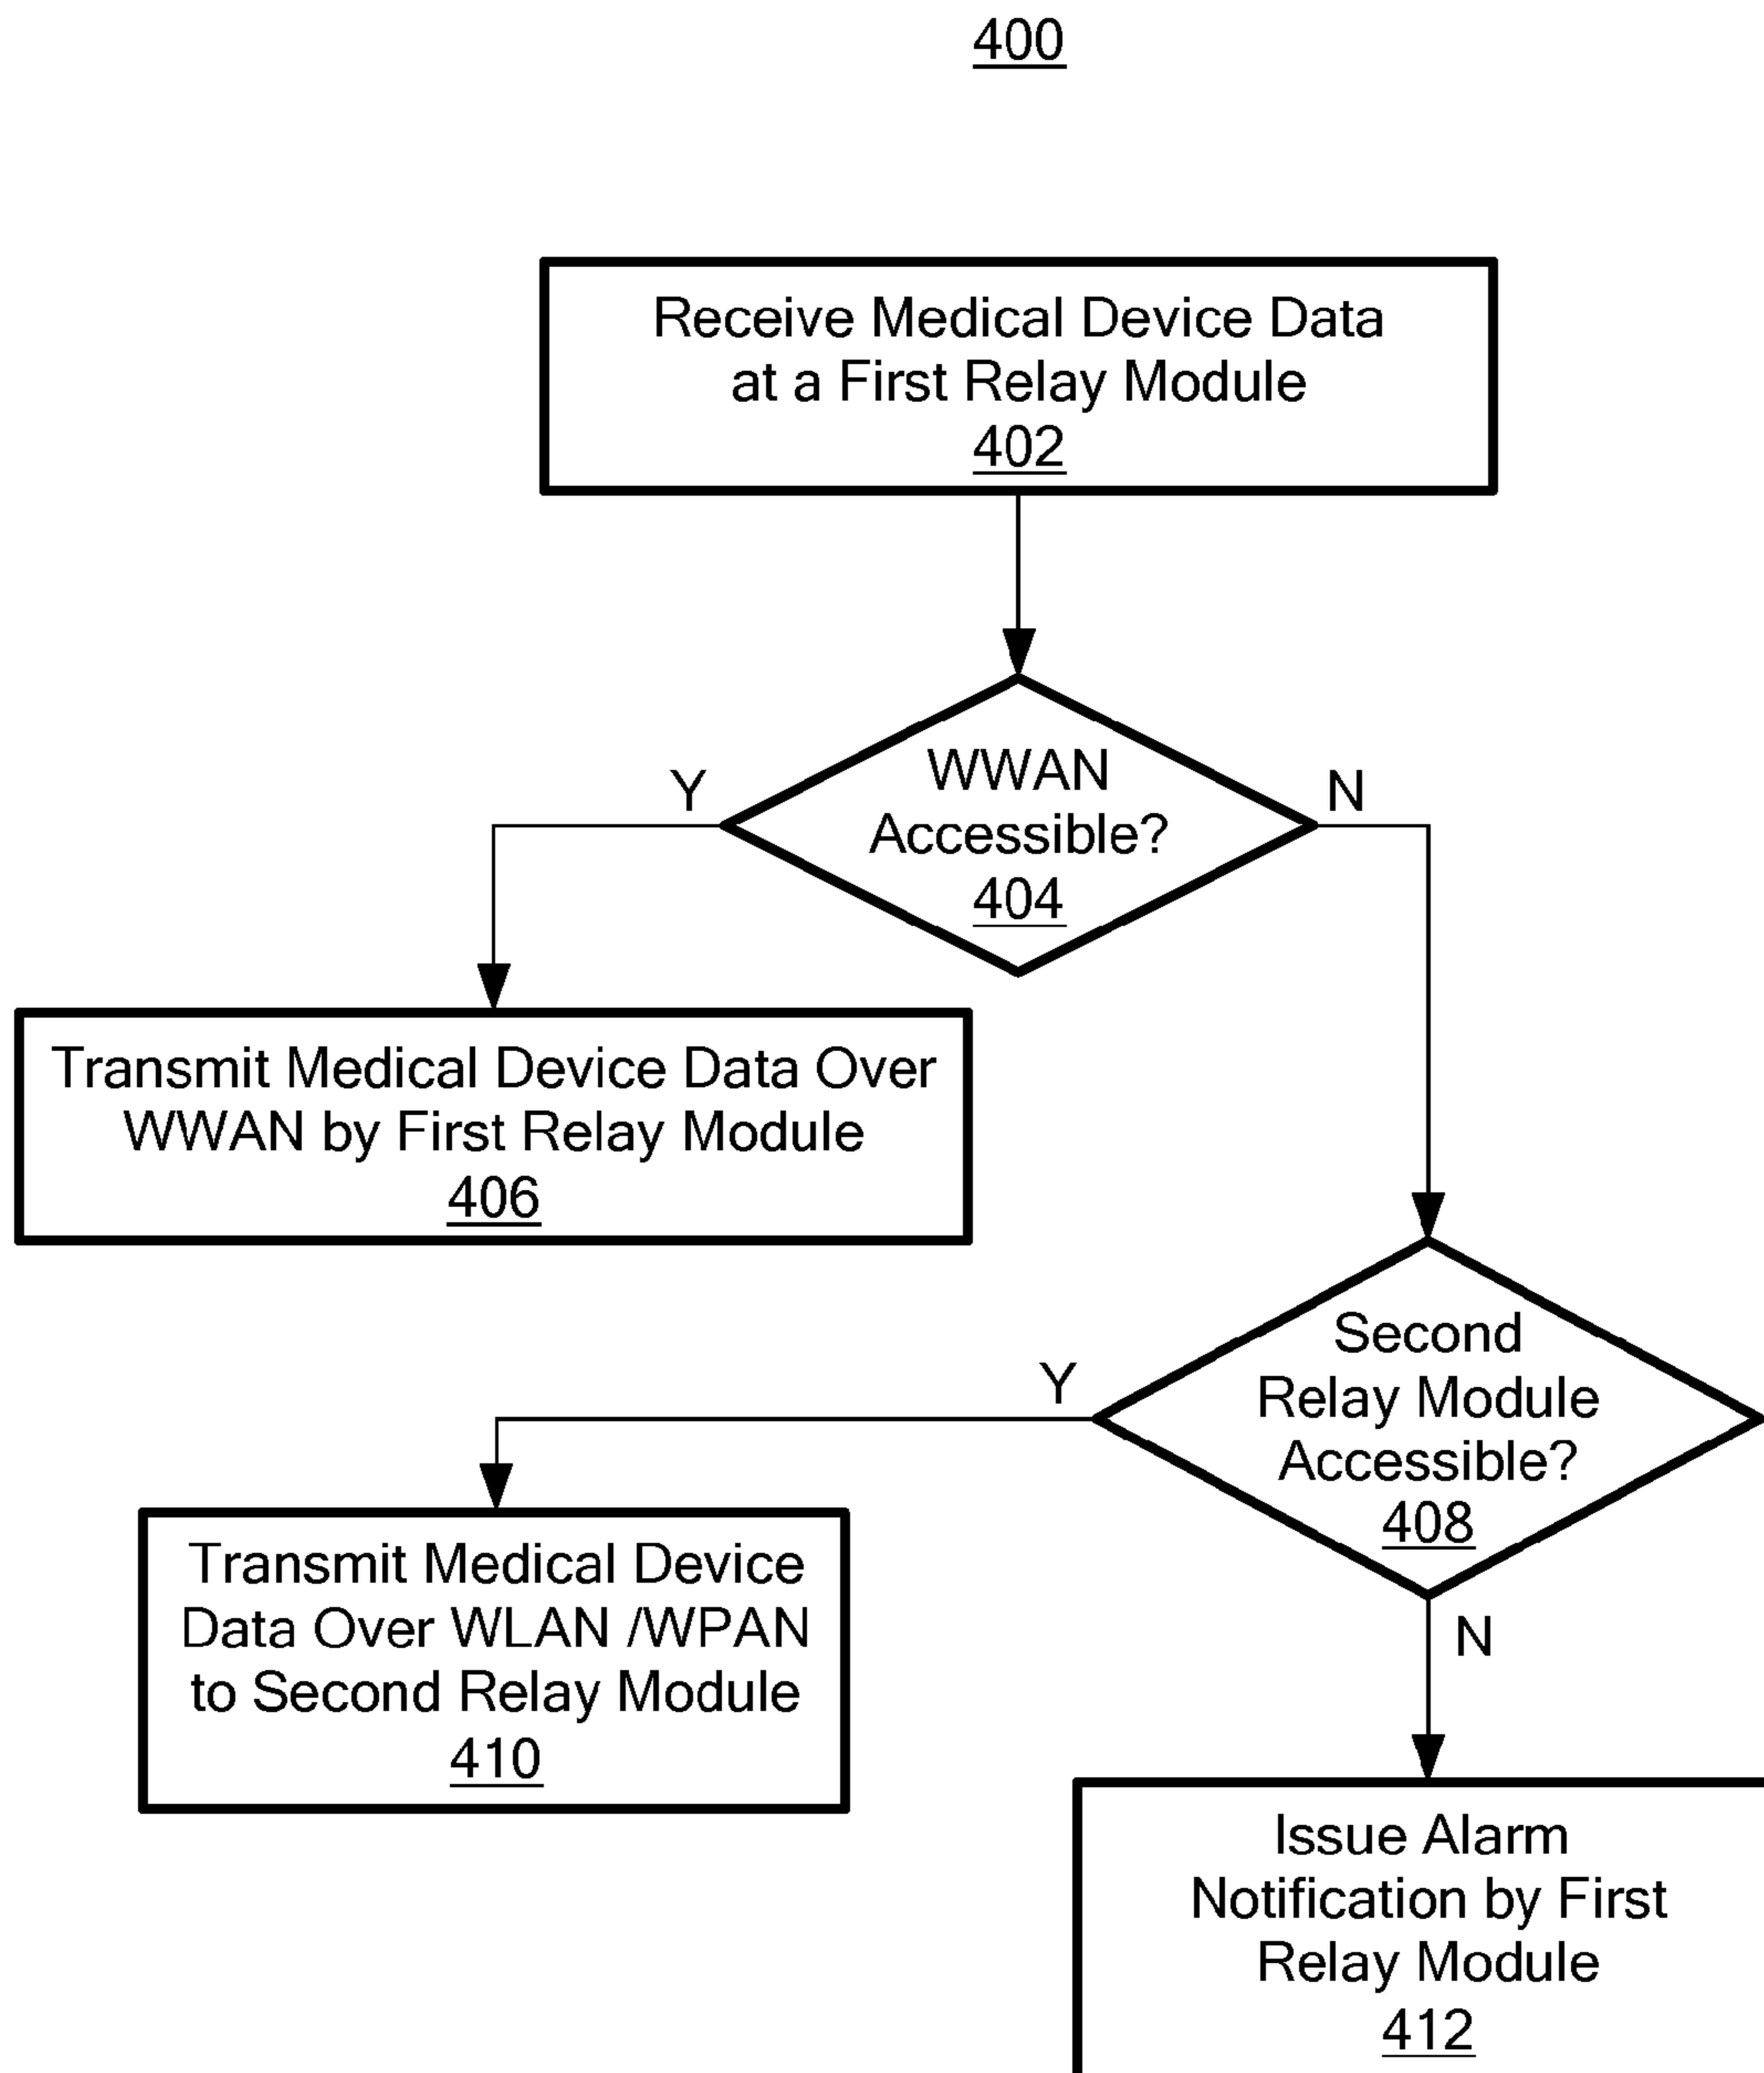 400
Receive Medical Device Data
at a First Relay Module
402
WWAN
Accessible?
404
Y
N
Transmit Medical Device Data Over
WWAN by First Relay Module
406
Second
Relay Module
Accessible?
408
Y
N
Transmit Medical Device
Data Over WLAN /WPAN
to Second Relay Module
410
Issue Alarm
Notification by First
Relay Module
412